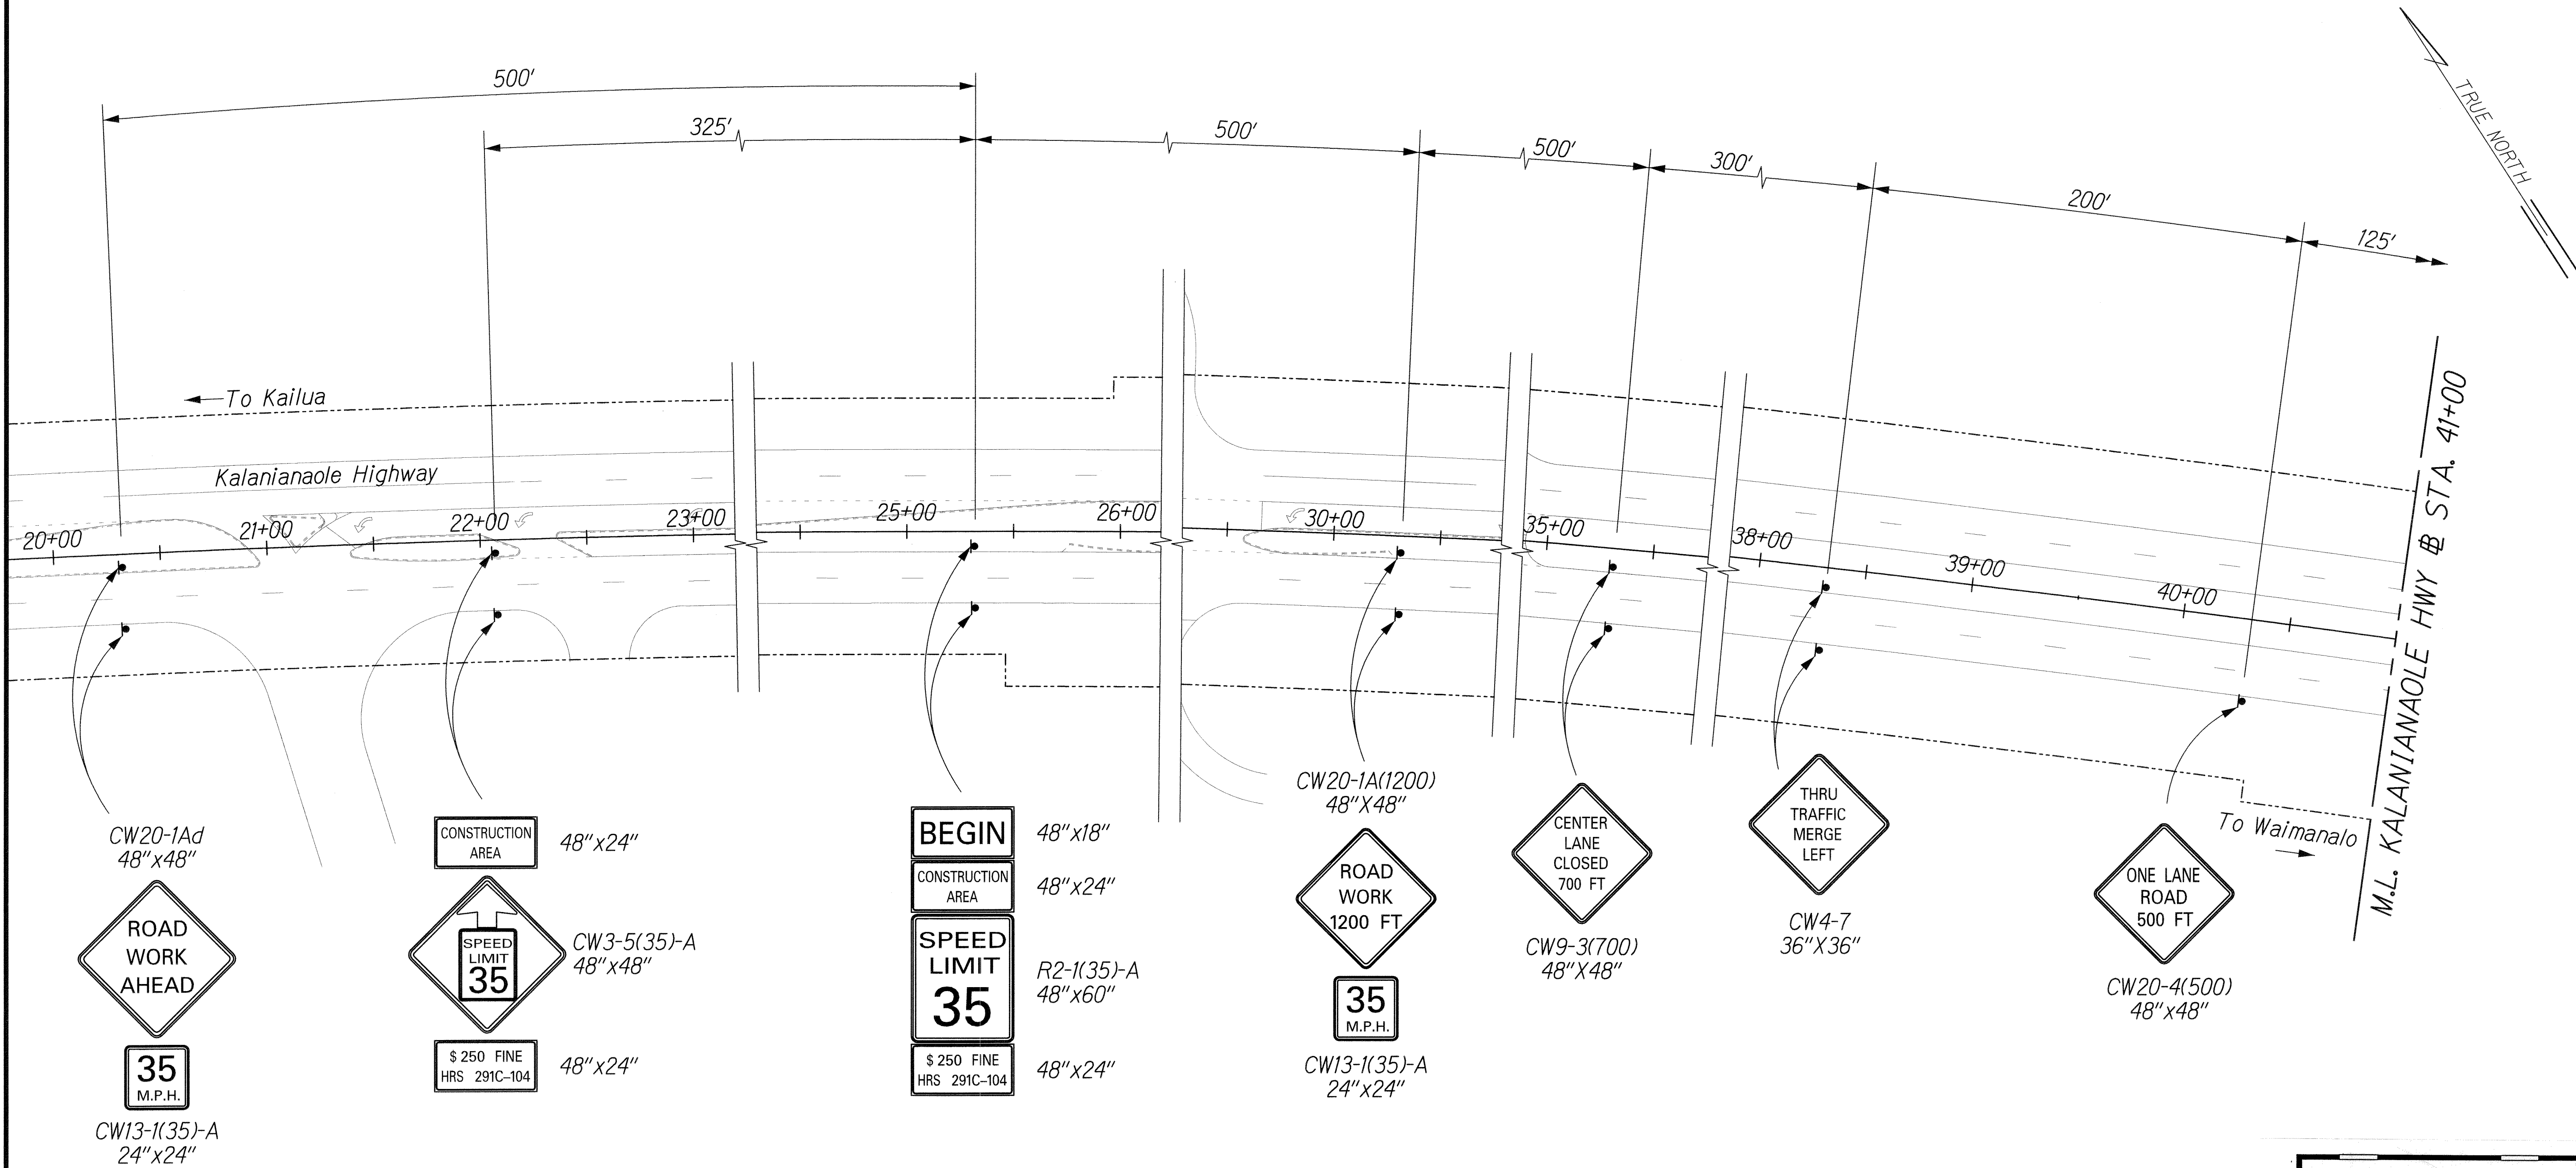 500'
325'
500'
500'
300'
200'
125'
TRUE NORTH
To Kailua
Kalanianaole Highway
20+00
21+00
22+00
23+00
25+00
26+00
30+00
35+00
38+00
39+00
40+00
M.L. KALANIANAOLE HWY ℄ STA. 41+00
To Waimanalo
CW20-1Ad
48"x48"
ROAD
WORK
AHEAD
35
M.P.H.
CW13-1(35)-A
24"x24"
CONSTRUCTION
AREA
48"x24"
SPEED
LIMIT
35
CW3-5(35)-A
48"x48"
$ 250 FINE
HRS 291C-104
48"x24"
BEGIN
48"x18"
CONSTRUCTION
AREA
48"x24"
SPEED
LIMIT
35
R2-1(35)-A
48"x60"
$ 250 FINE
HRS 291C-104
48"x24"
CW20-1A(1200)
48"X48"
ROAD
WORK
1200 FT
35
M.P.H.
CW13-1(35)-A
24"x24"
CENTER
LANE
CLOSED
700 FT
CW9-3(700)
48"X48"
THRU
TRAFFIC
MERGE
LEFT
CW4-7
36"X36"
ONE LANE
ROAD
500 FT
CW20-4(500)
48"x48"